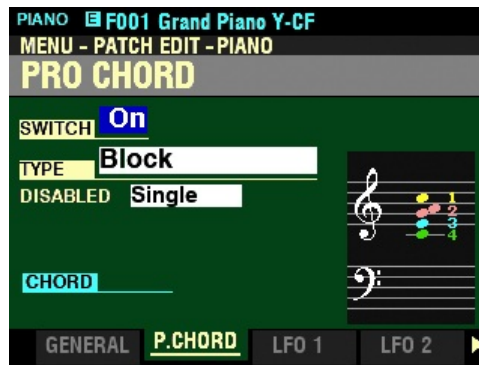 PIANO E F001 Grand Piano Y-CF
MENU - PATCH EDIT - PIANO
PRO CHORD
SWITCH On
TYPE Block
DISABLED Single
1
2
3
4
CHORD
GENERAL P.CHORD LFO 1 LFO 2